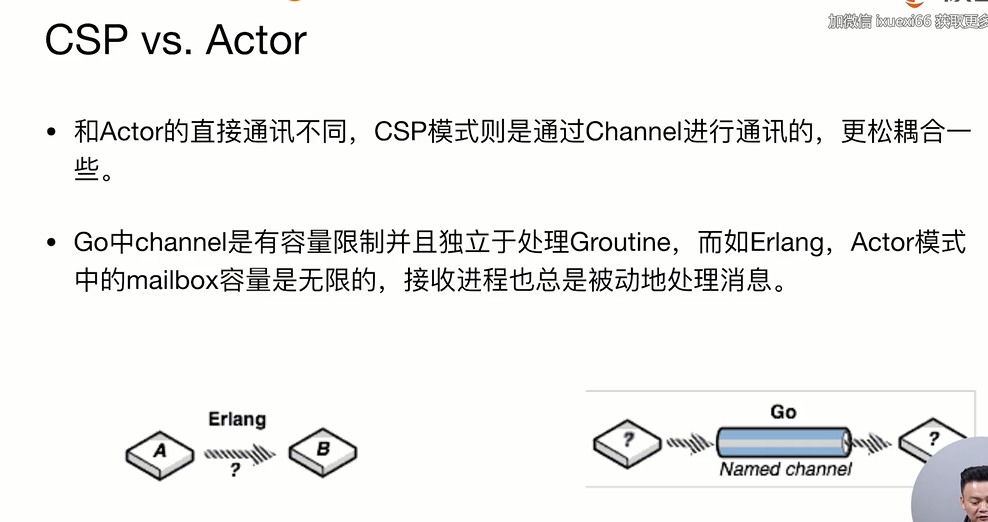 加微信 ixuexi66 获取更多
CSP vs. Actor
• 和Actor的直接通讯不同，CSP模式则是通过Channel进行通讯的，更松耦合一
些。
• Go中channel是有容量限制并且独立于处理Groutine，而如Erlang，Actor模式
中的mailbox容量是无限的，接收进程也总是被动地处理消息。
Erlang
A
?
B
Go
?
?
Named channel